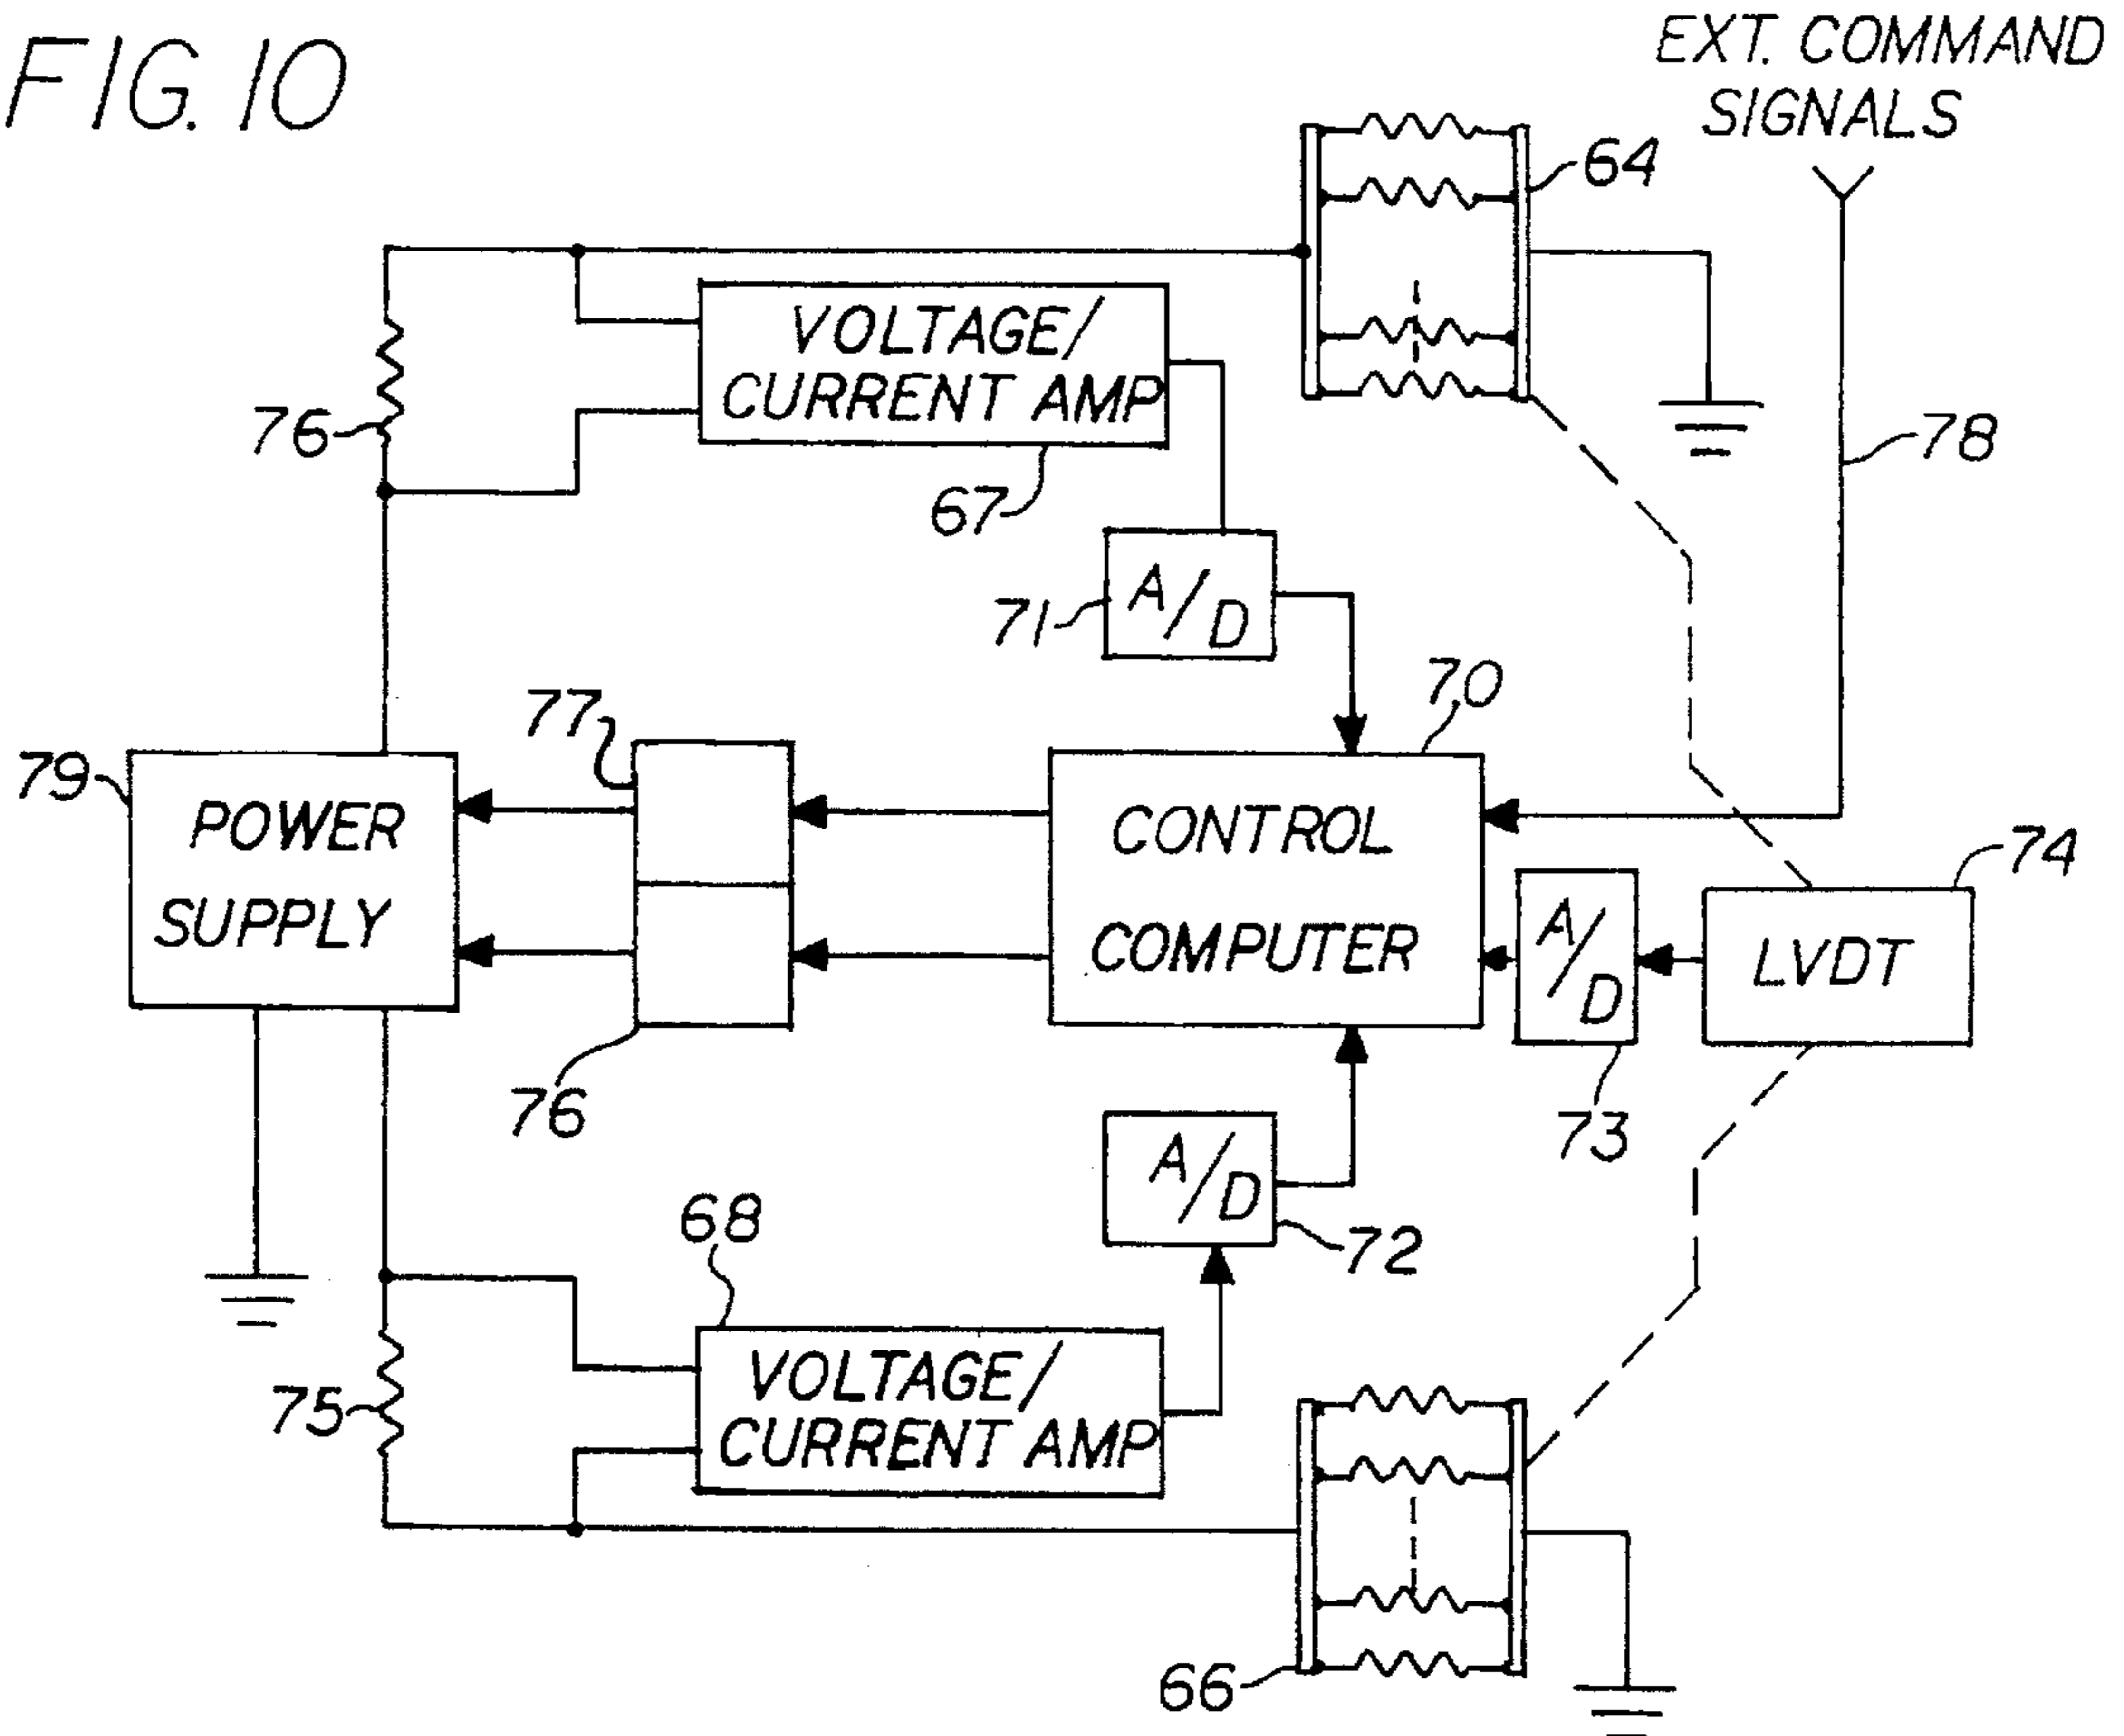 FIG. 10
EXT. COMMAND
SIGNALS
64
VOLTAGE/
CURRENT AMP
76
78
67
A/D
71
70
77
79
POWER
SUPPLY
CONTROL
COMPUTER
74
A/D
LVDT
76
73
A/D
68
72
VOLTAGE/
CURRENT AMP
75
66